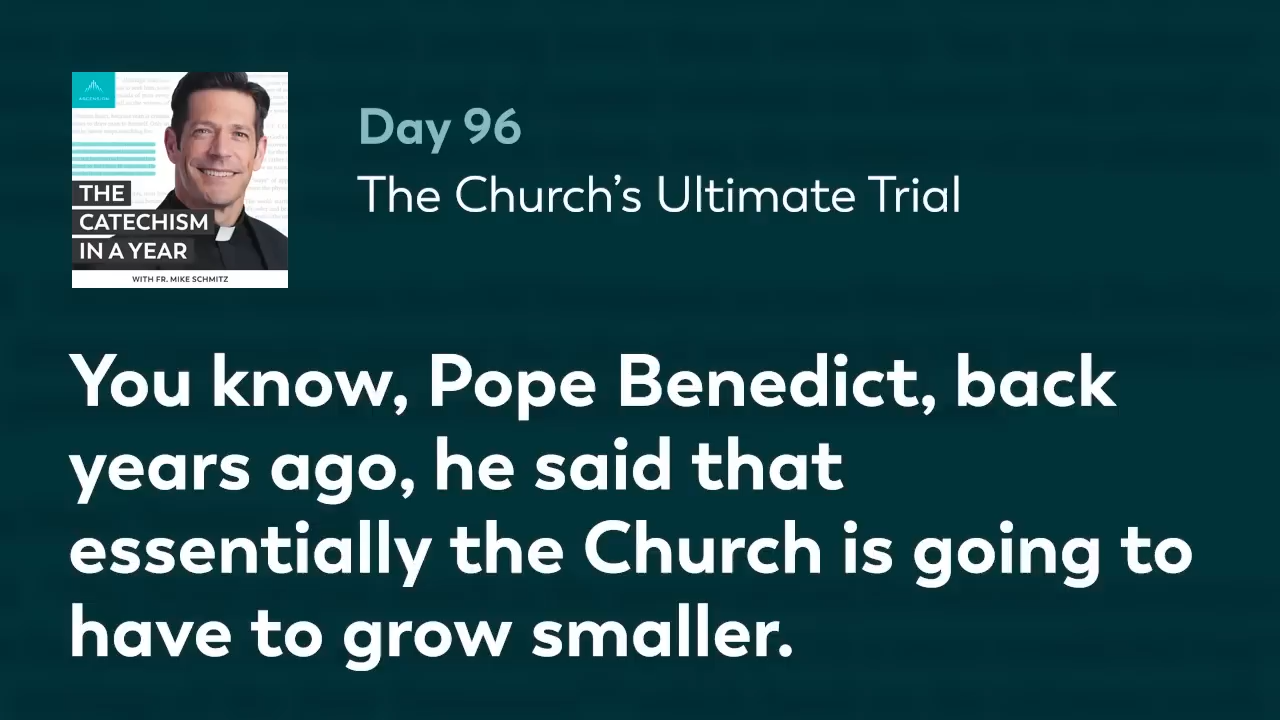 ASCENSION
THE
CATECHISM
IN A YEAR
WITH FR. MIKE SCHMITZ
Day 96
The Church’s Ultimate Trial
You know, Pope Benedict, back
years ago, he said that
essentially the Church is going to
have to grow smaller.